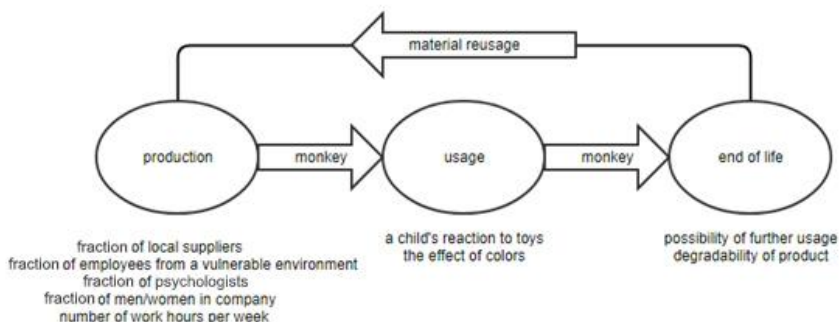 material reusage
production
monkey
usage
monkey
end of life
fraction of local suppliers
fraction of employees from a vulnerable environment
fraction of psychologists
fraction of men/women in company
number of work hours per week
a child's reaction to toys
the effect of colors
possibility of further usage
degradability of product